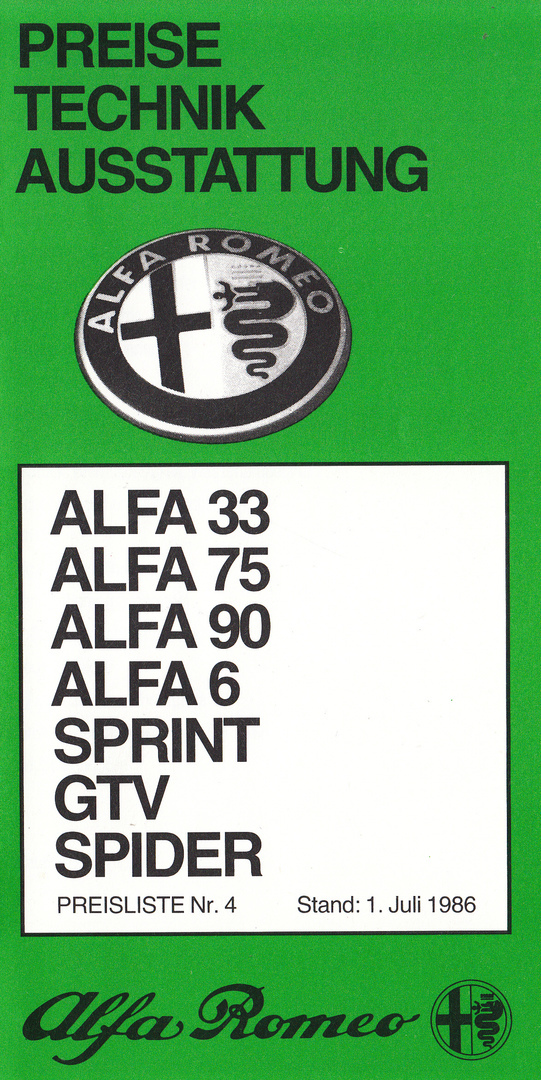 PREISE
TECHNIK
AUSSTATTUNG
ALFA ROMEO
ALFA 33
ALFA 75
ALFA 90
ALFA 6
SPRINT
GTV
SPIDER
PREISLISTE Nr. 4 Stand: 1. Juli 1986
Alfa Romeo